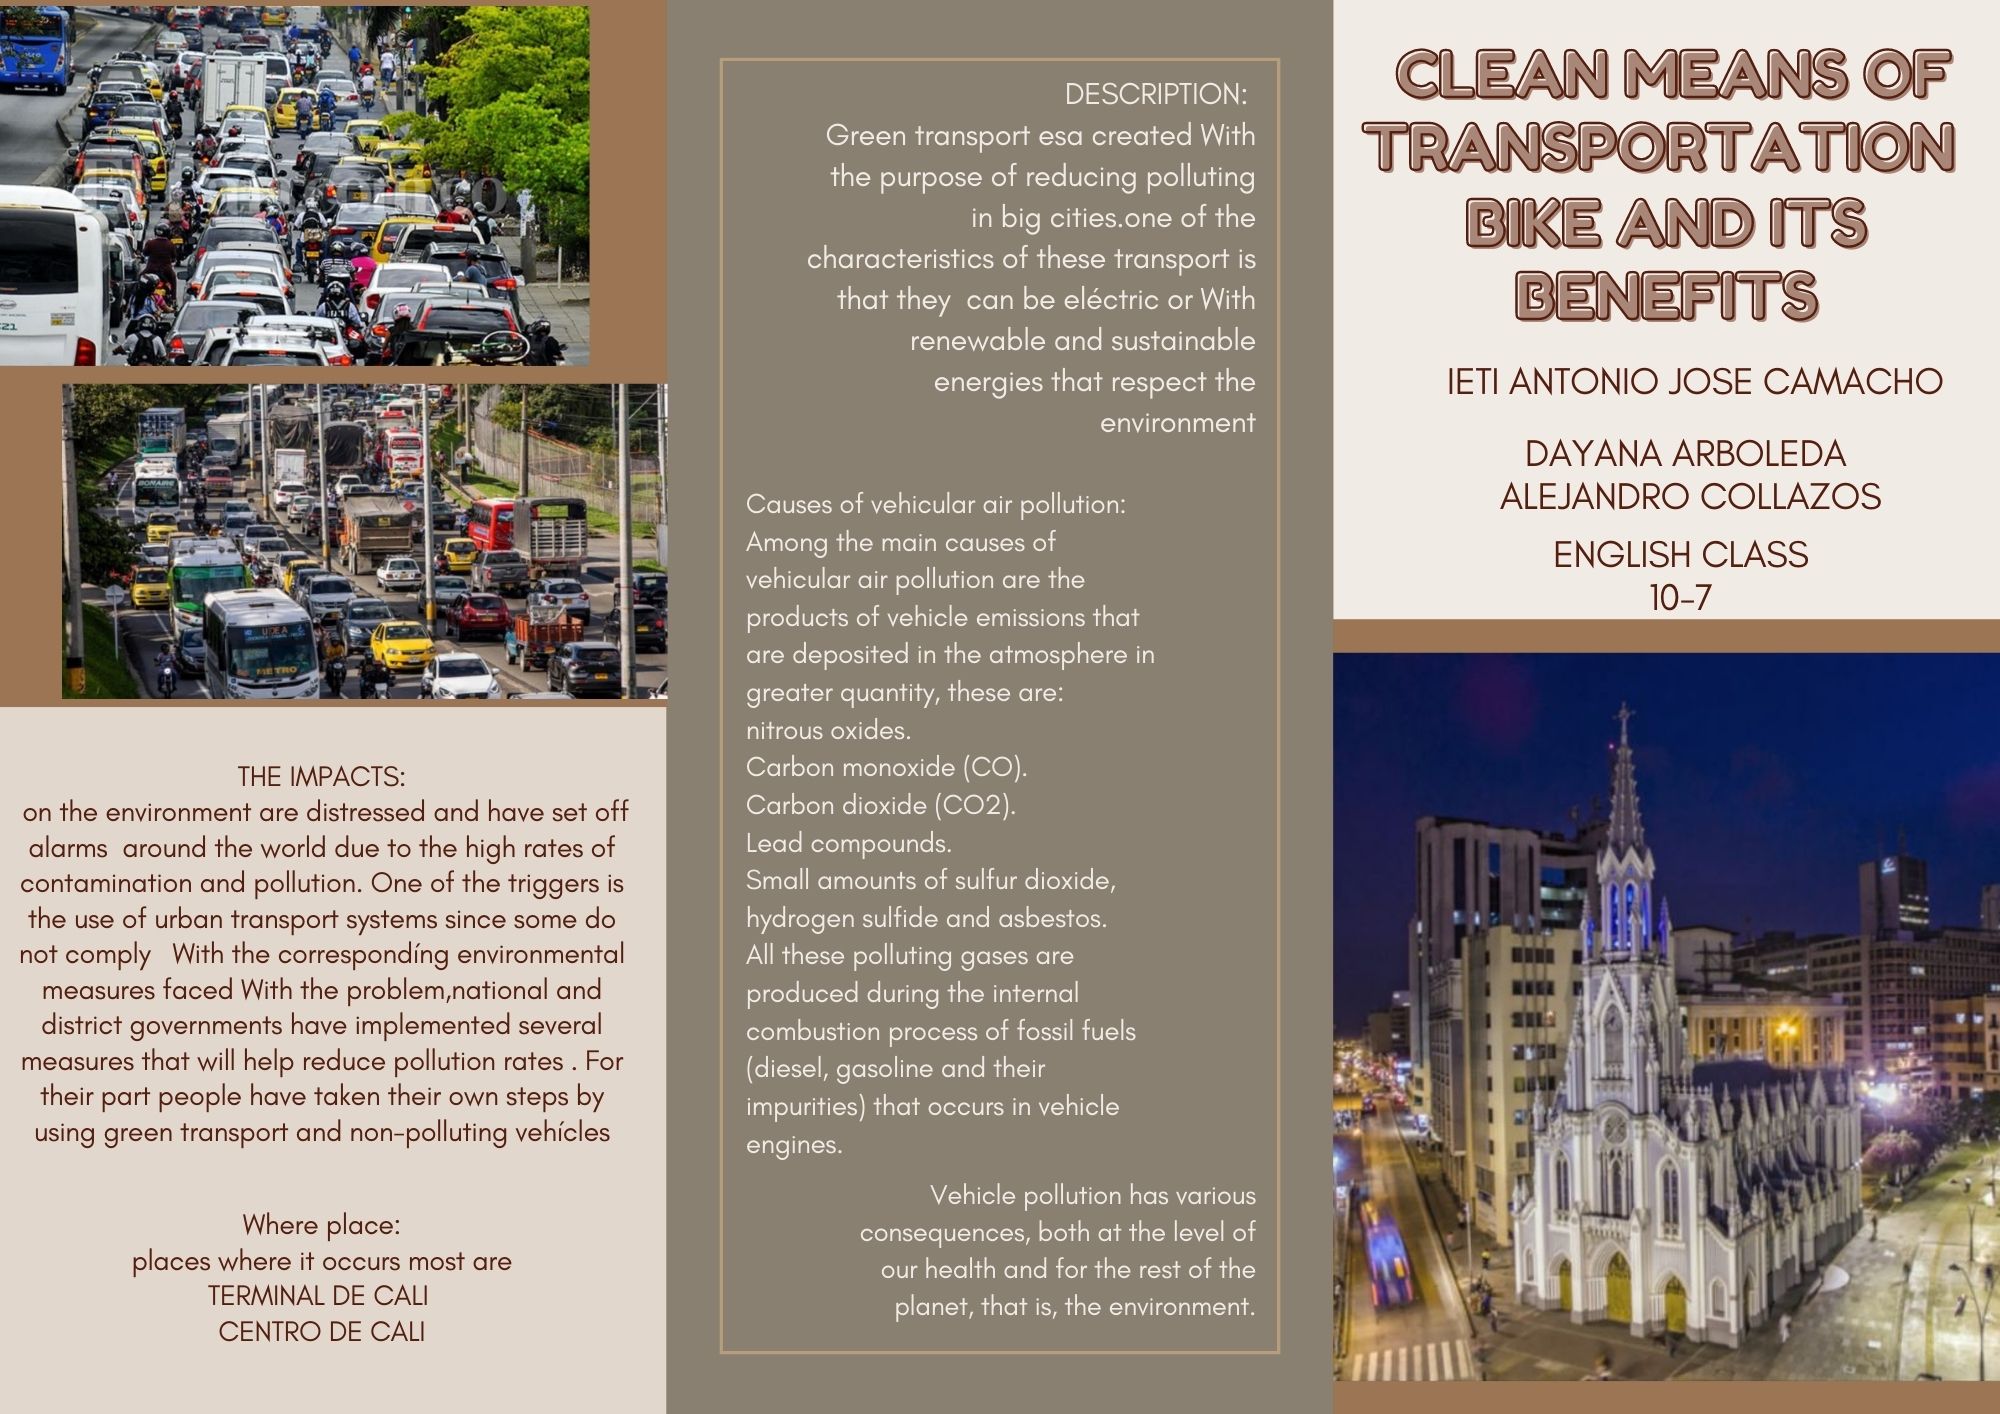 THE IMPACTS:
on the environment are distressed and have set off
alarms  around the world due to the high rates of
contamination and pollution. One of the triggers is
the use of urban transport systems since some do
not comply   With the correspondíng environmental
measures faced With the problem,national and
district governments have implemented several
measures that will help reduce pollution rates . For
their part people have taken their own steps by
using green transport and non-polluting vehícles
Where place:
places where it occurs most are
TERMINAL DE CALI
CENTRO DE CALI
BONAIRE
UDEA
METRO
DESCRIPTION:
Green transport esa created With
the purpose of reducing polluting
in big cities.one of the
characteristics of these transport is
that they  can be eléctric or With
renewable and sustainable
energies that respect the
environment
Causes of vehicular air pollution:
Among the main causes of
vehicular air pollution are the
products of vehicle emissions that
are deposited in the atmosphere in
greater quantity, these are:
nitrous oxides.
Carbon monoxide (CO).
Carbon dioxide (CO2).
Lead compounds.
Small amounts of sulfur dioxide,
hydrogen sulfide and asbestos.
All these polluting gases are
produced during the internal
combustion process of fossil fuels
(diesel, gasoline and their
impurities) that occurs in vehicle
engines.
Vehicle pollution has various
consequences, both at the level of
our health and for the rest of the
planet, that is, the environment.
CLEAN MEANS OF
TRANSPORTATION
BIKE AND ITS
BENEFITS
IETI ANTONIO JOSE CAMACHO
DAYANA ARBOLEDA
ALEJANDRO COLLAZOS
ENGLISH CLASS
10-7